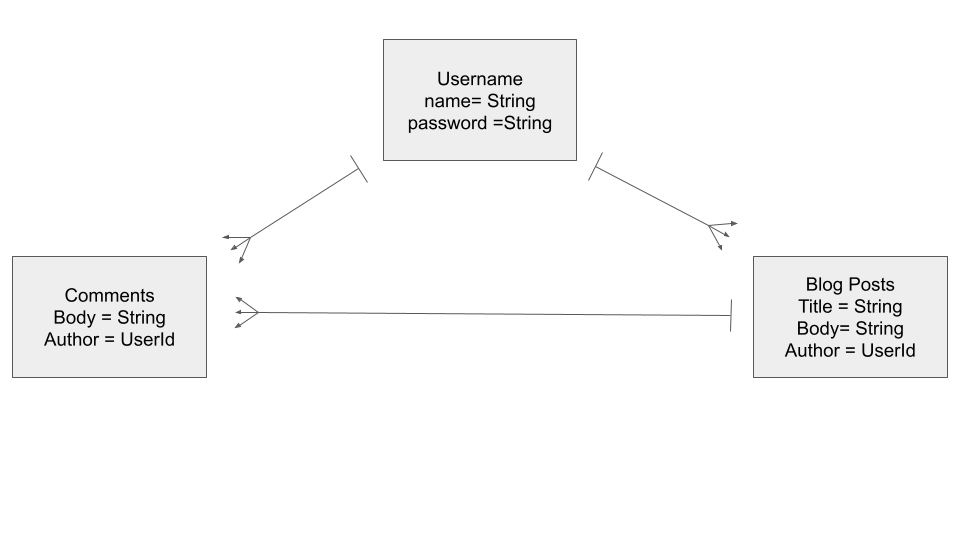 Username
name= String
password =String
Comments
Body = String
Author = UserId
Blog Posts
Title = String
Body= String
Author = UserId